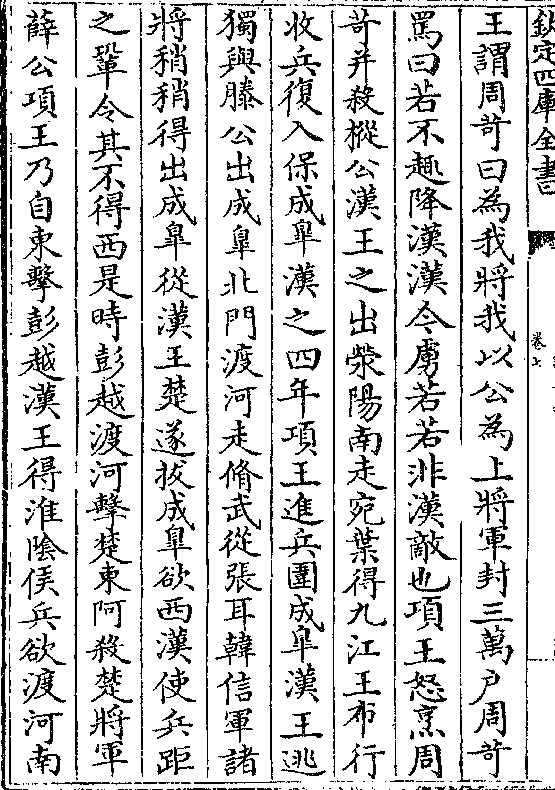 欽定四庫全書
卷七
王謂周苛曰為我將我以公為上將軍封三萬戶周苛
罵曰若不趣降漢漢今虜若若非漢敵也項王怒烹周
苛并殺樅公漢王之出滎陽南走宛葉得九江王布行
收兵復入保成臯漢之四年項王進兵圍成臯漢王逃
獨與滕公出成臯北門渡河走脩武從張耳韓信軍諸
將稍稍得出成臯從漢王楚遂拔成臯欲西漢使兵距
之鞏令其不得西是時彭越渡河擊楚東阿殺楚將軍
薛公項王乃自東擊彭越漢王得淮隂侯兵欲渡河南